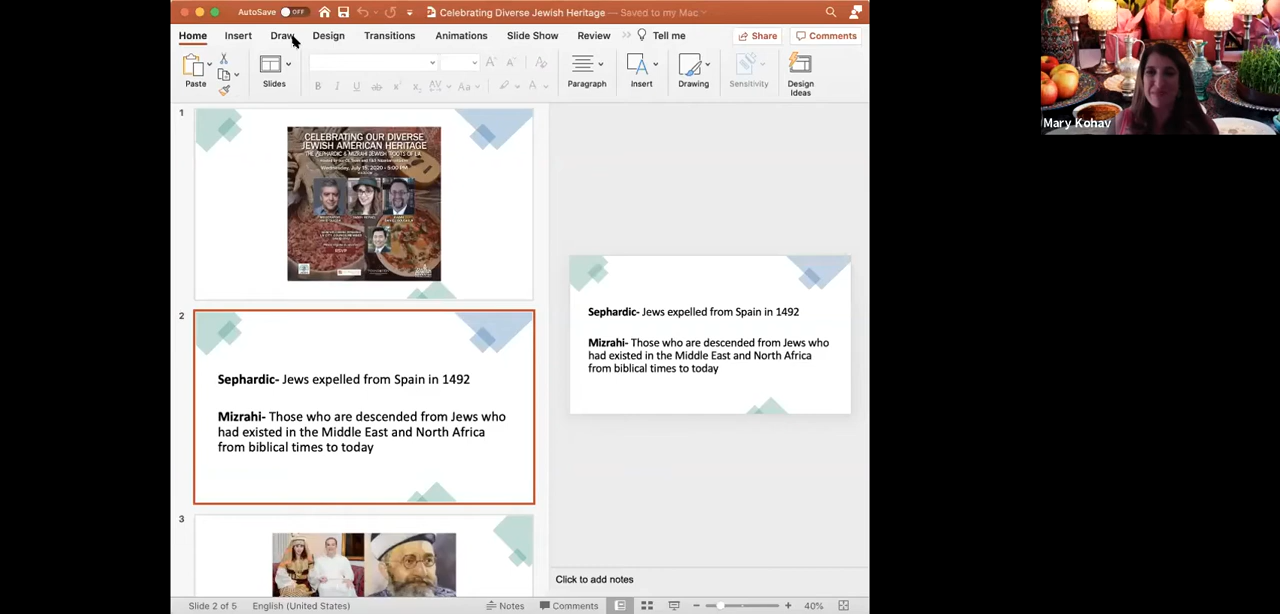 AutoSave OFF
Celebrating Diverse Jewish Heritage — Saved to my Mac
Home Insert Draw Design Transitions Animations Slide Show Review Tell me Share Comments
Paste Slides Paragraph Insert Drawing Sensitivity Design Ideas
1
CELEBRATING OUR DIVERSE
JEWISH AMERICAN HERITAGE
Wednesday, July 15, 2020
RSVP
2
Sephardic- Jews expelled from Spain in 1492
Mizrahi- Those who are descended from Jews who
had existed in the Middle East and North Africa
from biblical times to today
3
Sephardic- Jews expelled from Spain in 1492
Mizrahi- Those who are descended from Jews who
had existed in the Middle East and North Africa
from biblical times to today
Click to add notes
Slide 2 of 5 English (United States) Notes Comments 40%
Mary Kohav